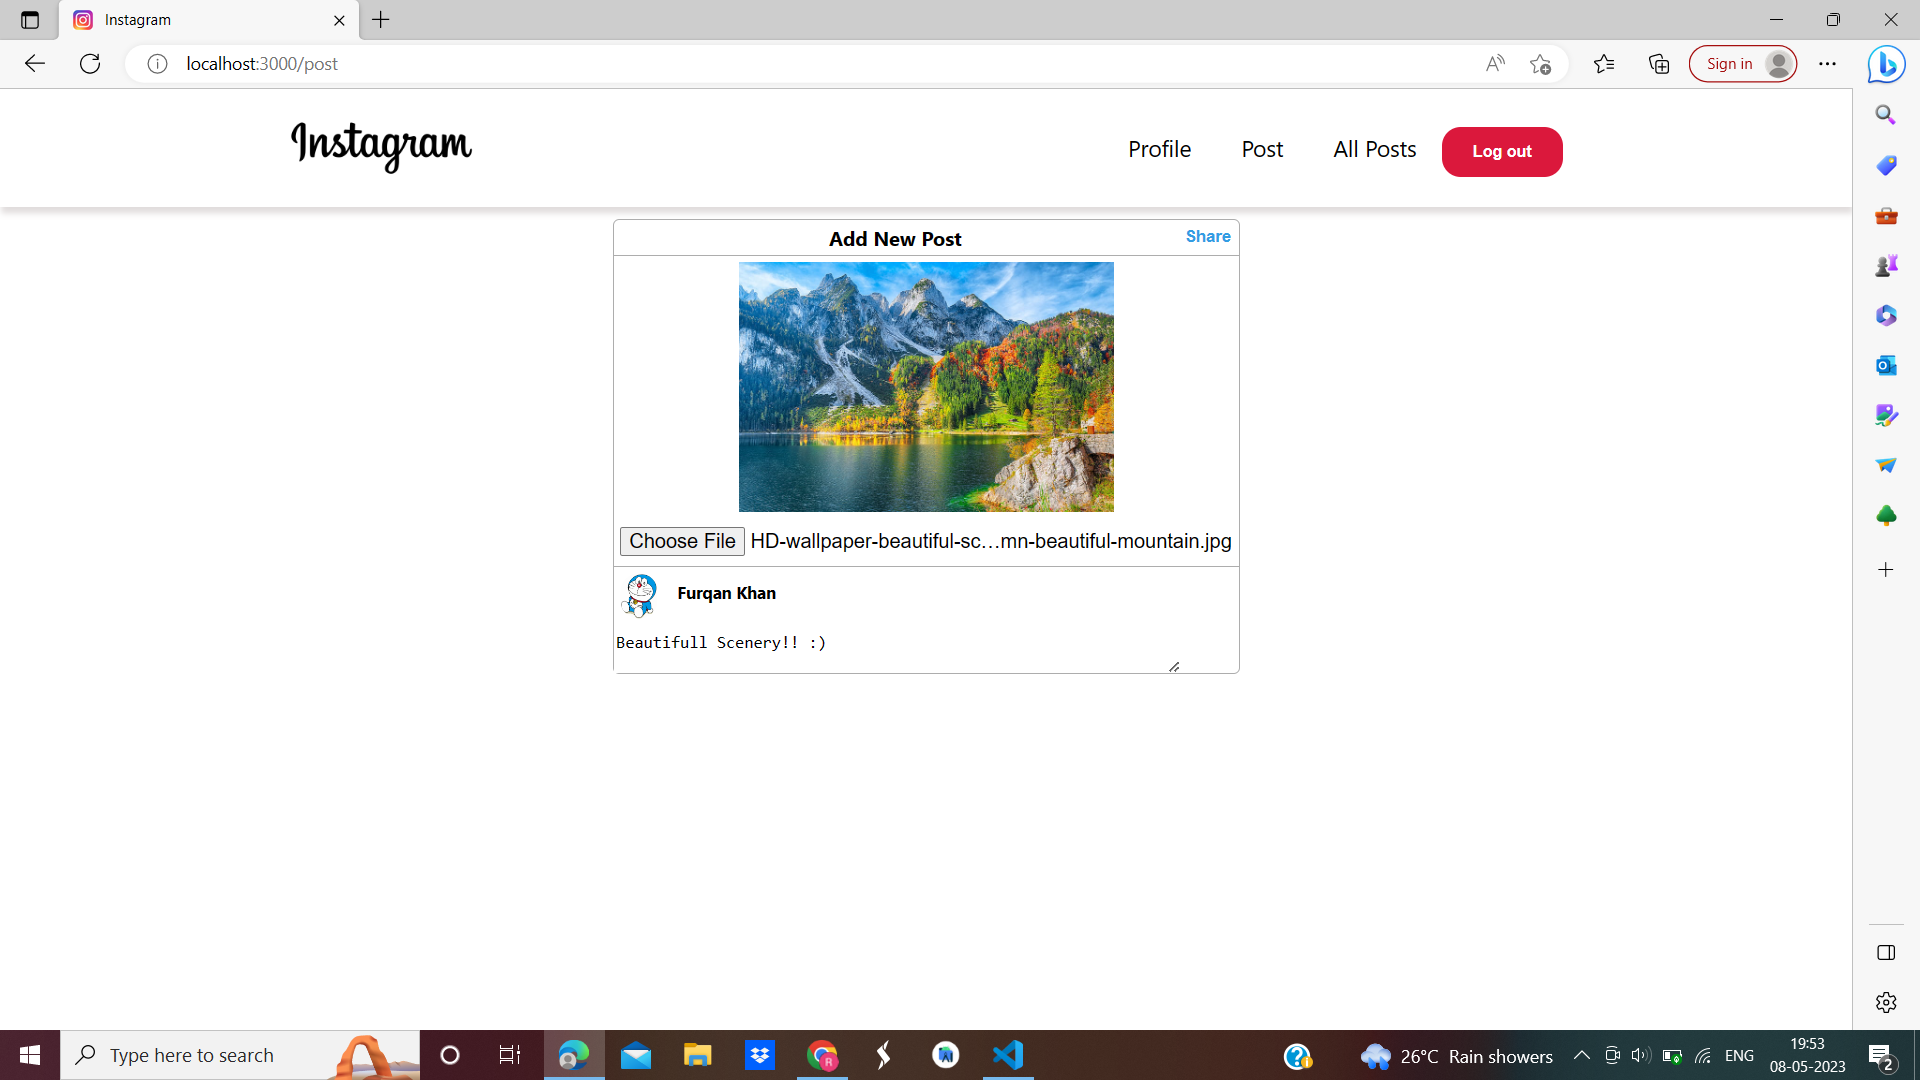 Instagram
localhost:3000/post
Sign in
Instagram
Profile
Post
All Posts
Log out
Add New Post
Share
Choose File HD-wallpaper-beautiful-sc...mn-beautiful-mountain.jpg
Furqan Khan
Beautifull Scenery!! :)
Type here to search
26°C Rain showers
ENG
19:53
08-05-2023
2